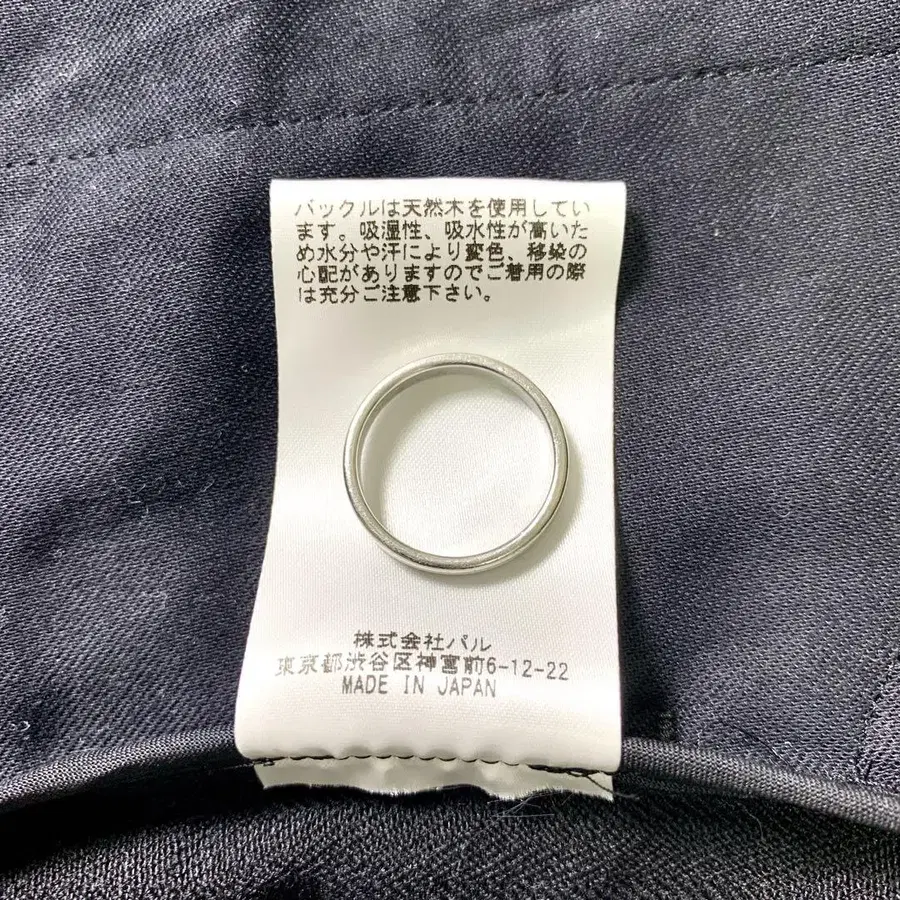 バックルは天然木を使用してい
ます。吸湿性、吸水性が高いた
め水分や汗により変色、移染の
心配がありますのでご着用の際
は充分ご注意下さい。
株式会社パル
東京都渋谷区神宮前6-12-22
MADE IN JAPAN